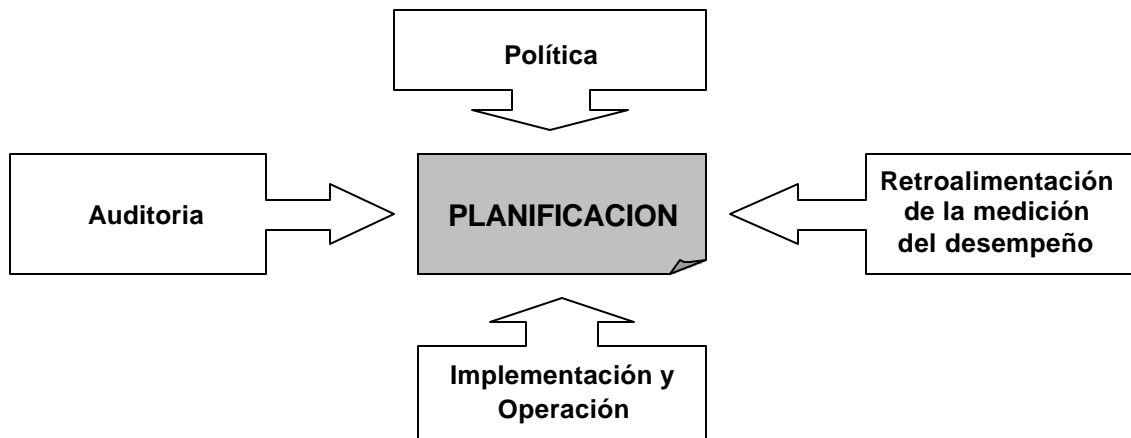 Política
Auditoria
PLANIFICACION
Retroalimentación
de la medición
del desempeño
Implementación y
Operación